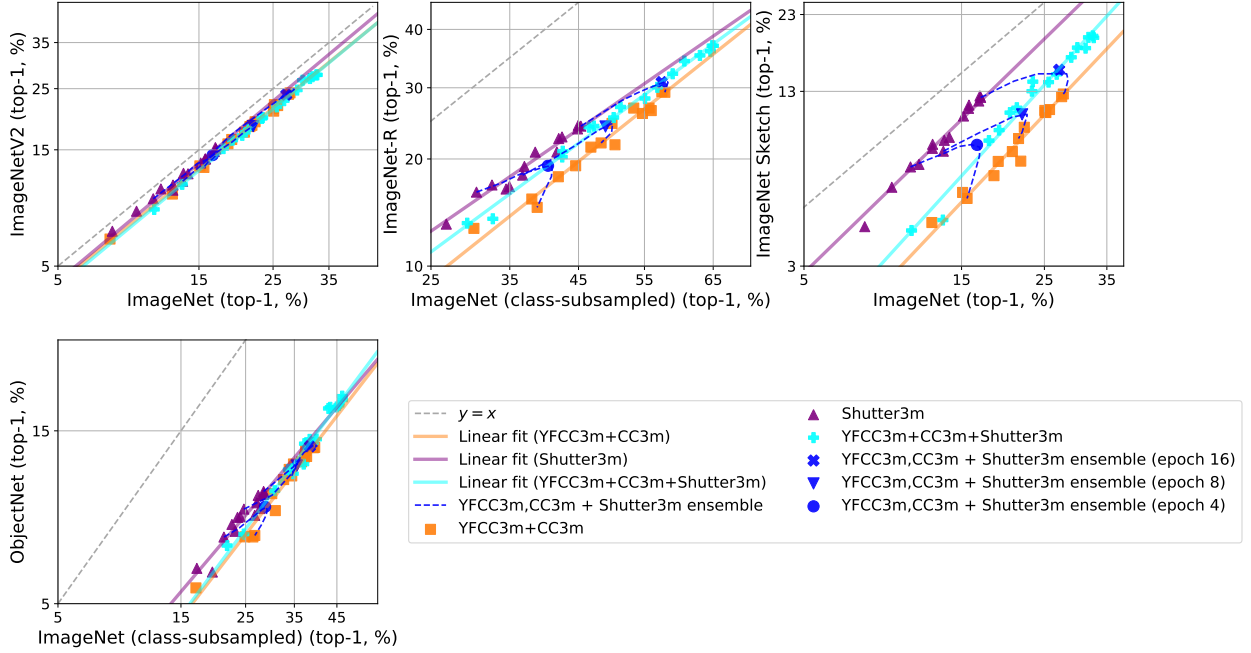 35
25
15
5
5
15
25
35
ImageNetV2 (top-1, %)
ImageNet (top-1, %)
40
30
20
10
25
35
45
55
65
ImageNet-R (top-1, %)
ImageNet (class-subsampled) (top-1, %)
23
13
3
5
15
25
35
ImageNet Sketch (top-1, %)
ImageNet (top-1, %)
15
5
5
15
25
35
45
ObjectNet (top-1, %)
ImageNet (class-subsampled) (top-1, %)
y = x
Linear fit (YFCC3m+CC3m)
Linear fit (Shutter3m)
Linear fit (YFCC3m+CC3m+Shutter3m)
YFCC3m,CC3m + Shutter3m ensemble
YFCC3m+CC3m
Shutter3m
YFCC3m+CC3m+Shutter3m
YFCC3m,CC3m + Shutter3m ensemble (epoch 16)
YFCC3m,CC3m + Shutter3m ensemble (epoch 8)
YFCC3m,CC3m + Shutter3m ensemble (epoch 4)